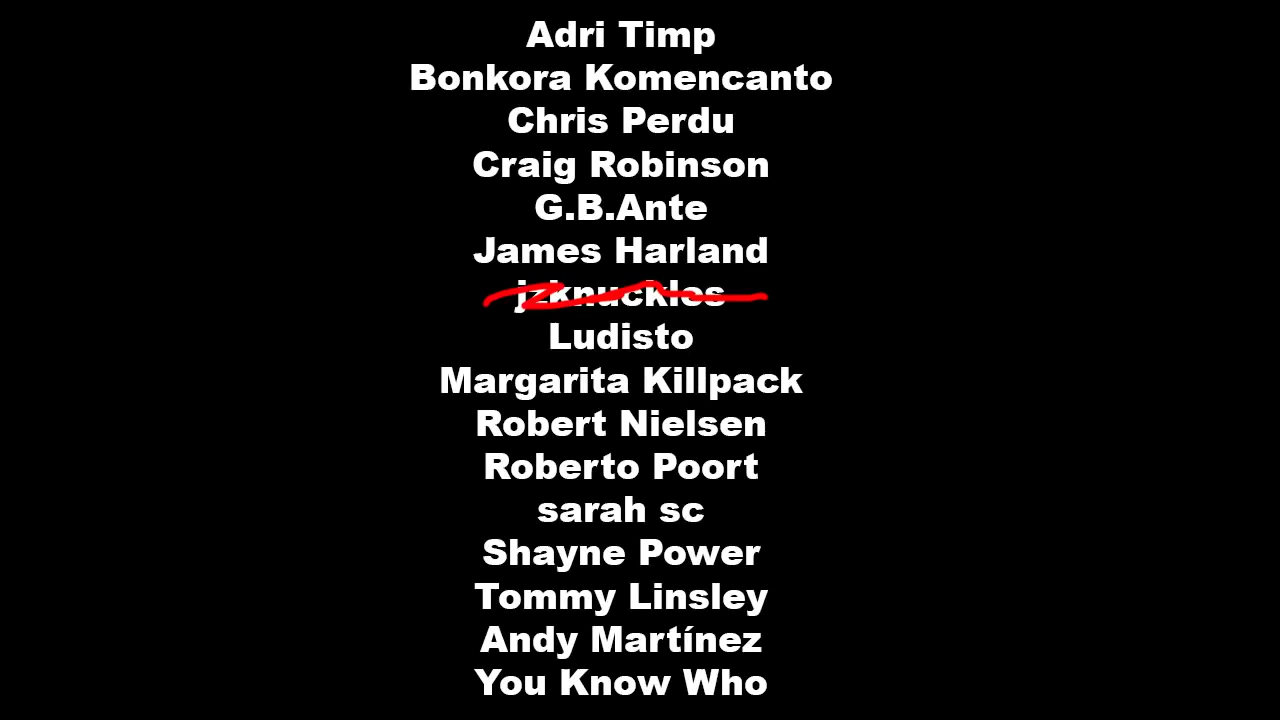 Adri Timp
Bonkora Komencanto
Chris Perdu
Craig Robinson
G.B.Ante
James Harland
jzknuckles
Ludisto
Margarita Killpack
Robert Nielsen
Roberto Poort
sarah sc
Shayne Power
Tommy Linsley
Andy Martínez
You Know Who